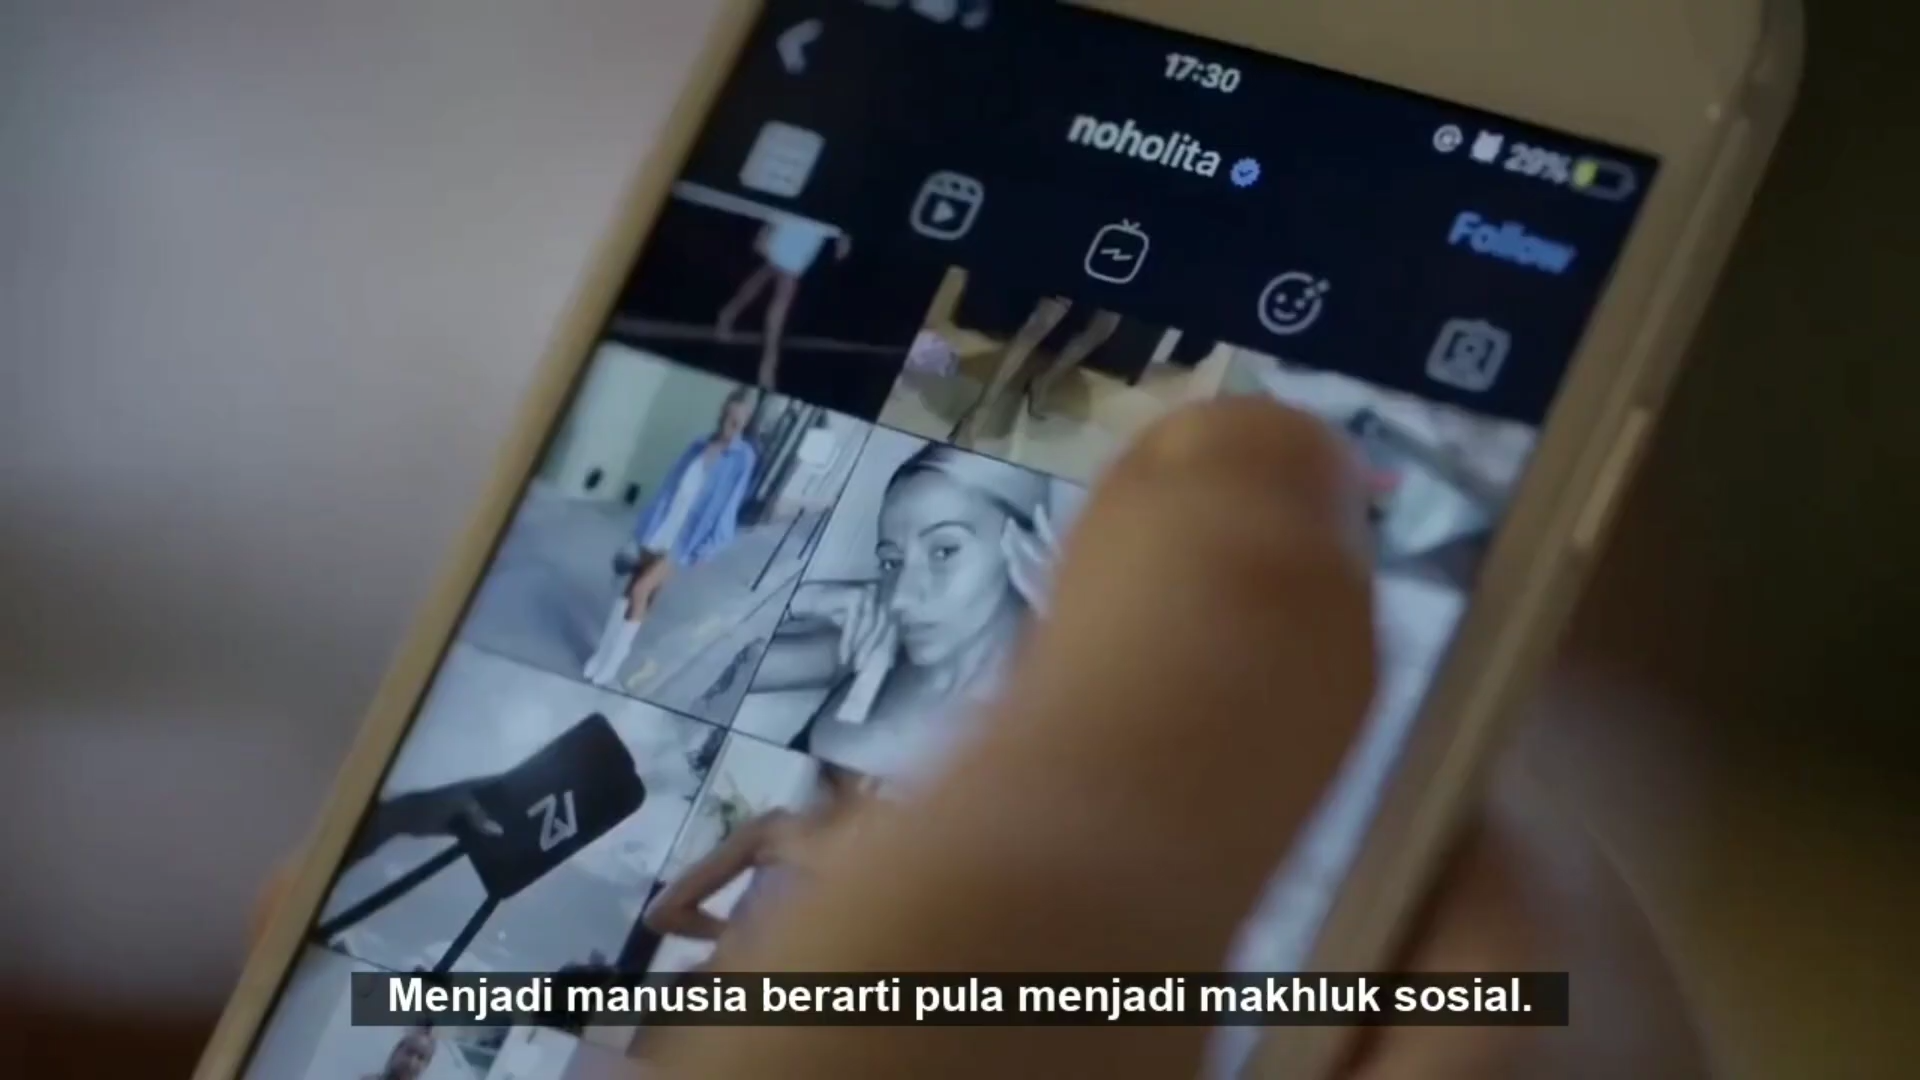 17:30
29%
noholita
Follow
Menjadi manusia berarti pula menjadi makhluk sosial.